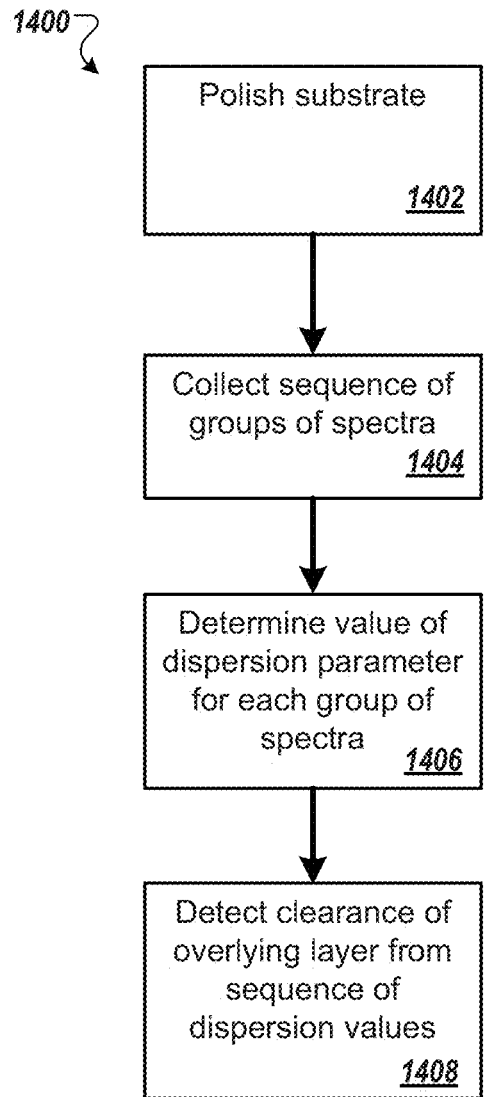 1400
Polish substrate
1402
Collect sequence of
groups of spectra
1404
Determine value of
dispersion parameter
for each group of
spectra
1406
Detect clearance of
overlying layer from
sequence of
dispersion values
1408